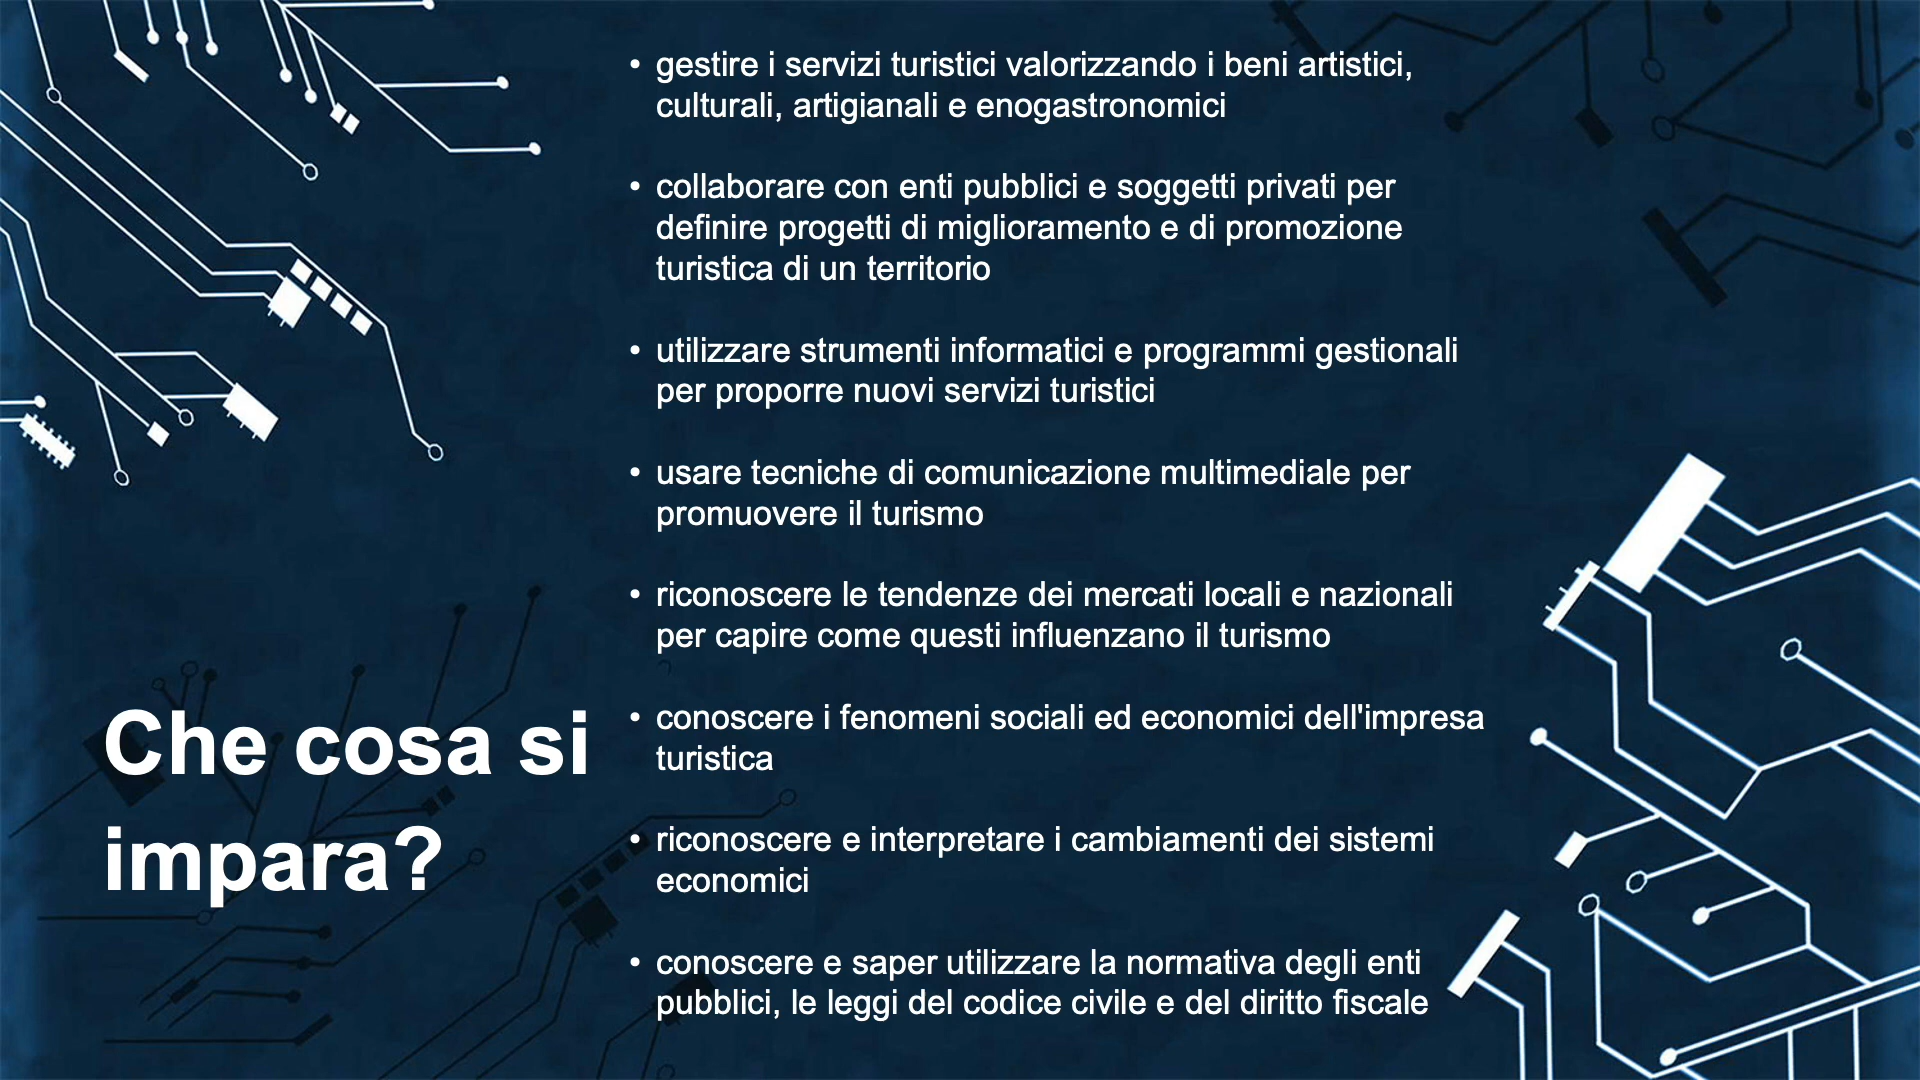 Che cosa si
impara?
• gestire i servizi turistici valorizzando i beni artistici,
culturali, artigianali e enogastronomici
• collaborare con enti pubblici e soggetti privati per
definire progetti di miglioramento e di promozione
turistica di un territorio
• utilizzare strumenti informatici e programmi gestionali
per proporre nuovi servizi turistici
• usare tecniche di comunicazione multimediale per
promuovere il turismo
• riconoscere le tendenze dei mercati locali e nazionali
per capire come questi influenzano il turismo
• conoscere i fenomeni sociali ed economici dell'impresa
turistica
• riconoscere e interpretare i cambiamenti dei sistemi
economici
• conoscere e saper utilizzare la normativa degli enti
pubblici, le leggi del codice civile e del diritto fiscale